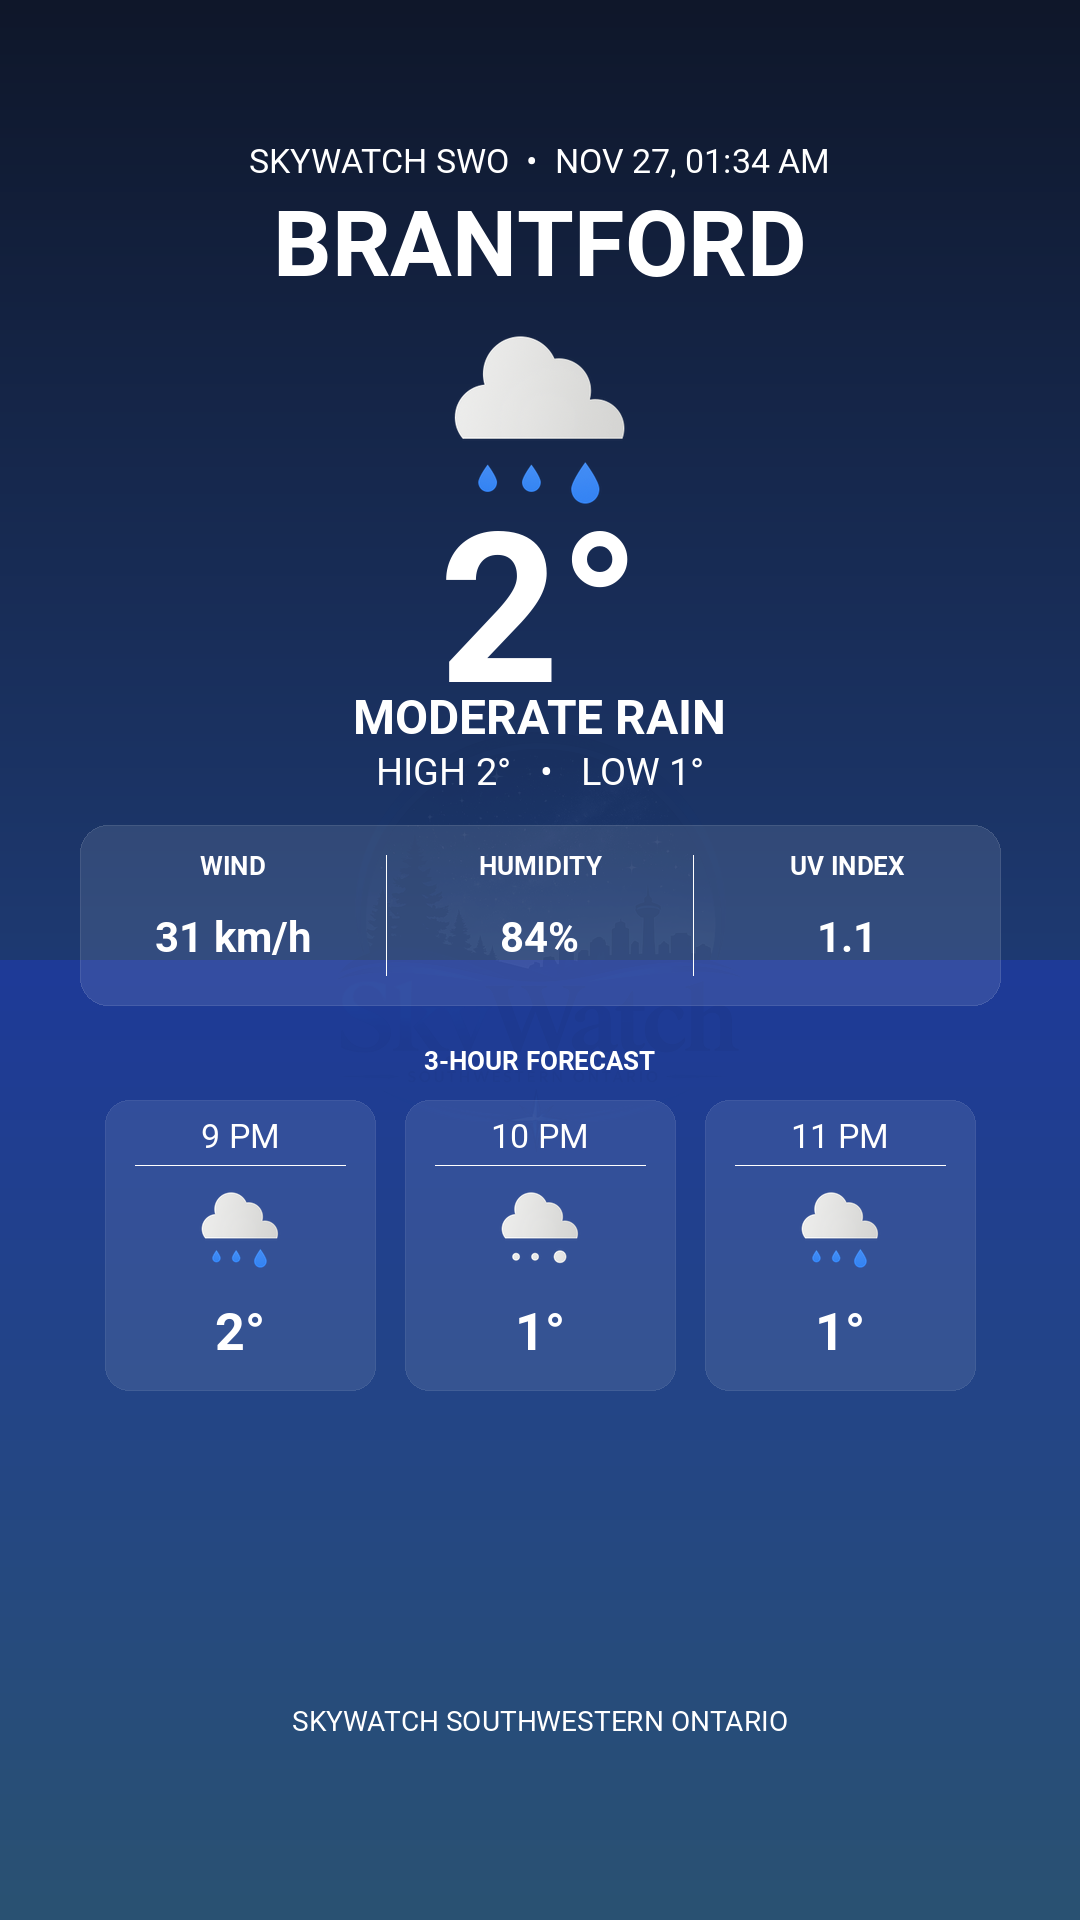 SKYWATCH SWO • NOV 27, 01:34 AM
BRANTFORD
2°
MODERATE RAIN
HIGH 2° • LOW 1°
WIND HUMIDITY UV INDEX
31 km/h 84% 1.1
SkyWatch
3-HOUR FORECAST
9 PM 10 PM 11 PM
2° 1° 1°
SKYWATCH SOUTHWESTERN ONTARIO